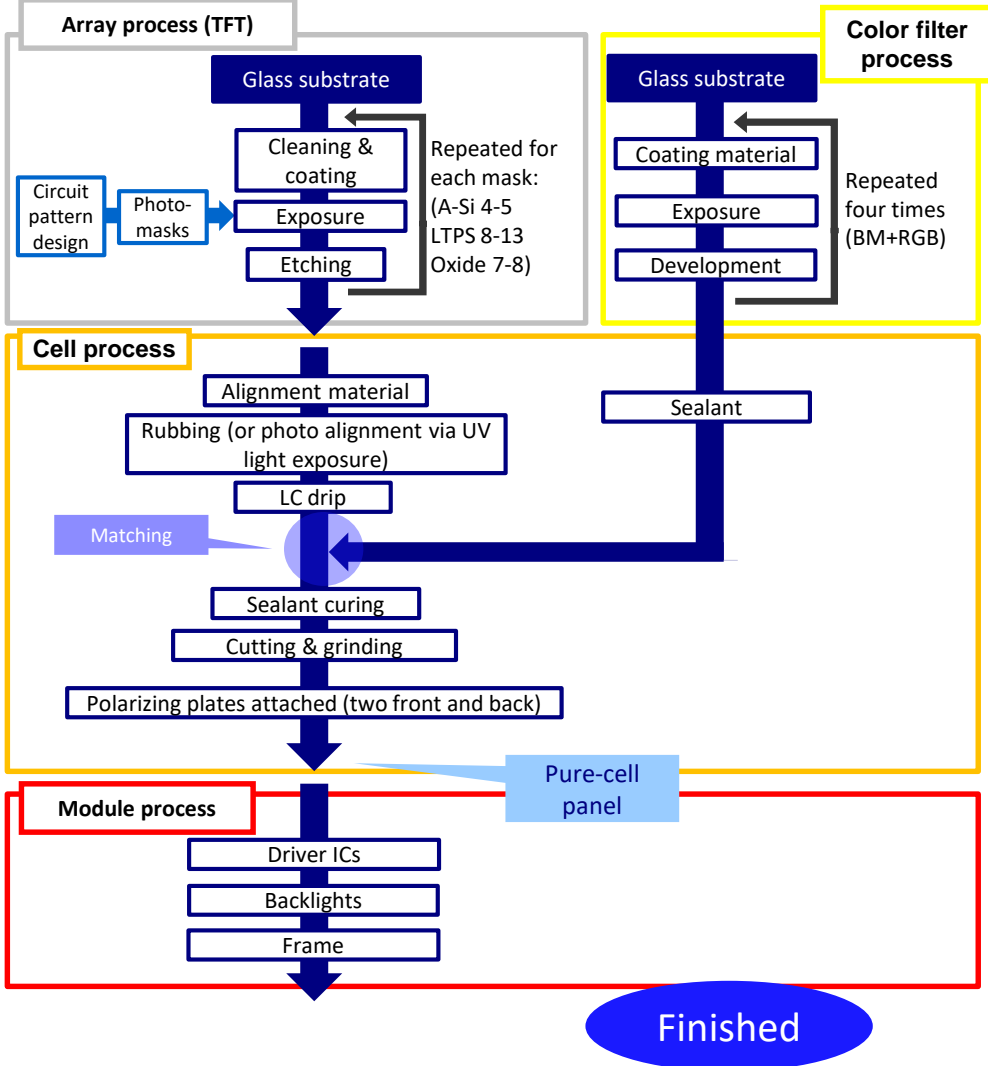 Array process (TFT)
Color filter
process
Glass substrate
Glass substrate
Cleaning &
coating
Repeated for
each mask:
(A-Si 4-5
LTPS 8-13
Oxide 7-8)
Circuit
pattern
design
Photo-
masks
Exposure
Etching
Coating material
Exposure
Development
Repeated
four times
(BM+RGB)
Cell process
Alignment material
Rubbing (or photo alignment via UV
light exposure)
LC drip
Sealant
Matching
Sealant curing
Cutting & grinding
Polarizing plates attached (two front and back)
Pure-cell
panel
Module process
Driver ICs
Backlights
Frame
Finished